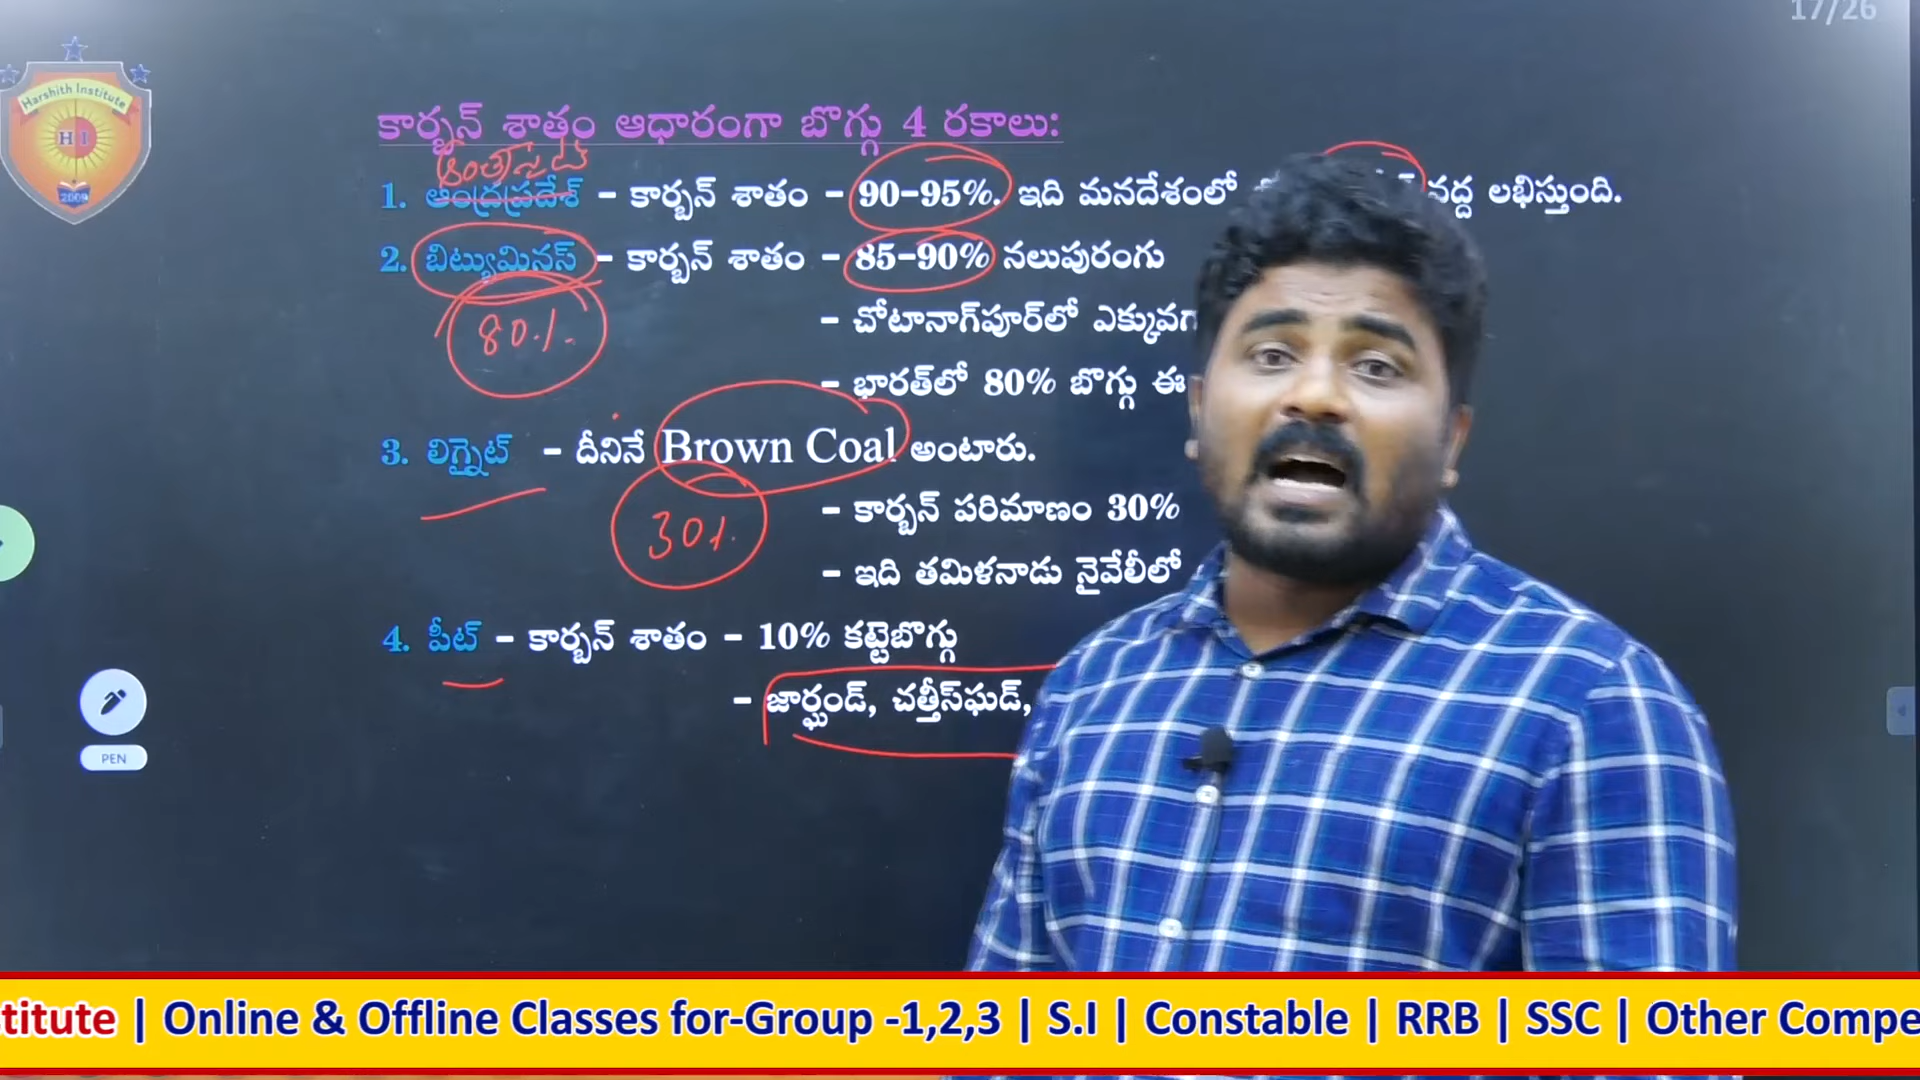 17/26
Harshith Institute
H I
2009
కార్బన్ శాతం ఆధారంగా బొగ్గు 4 రకాలు:
ఆంత్రాసైట్
1. ఆంధ్రప్రదేశ్ - కార్బన్ శాతం - 90-95%. ఇది మనదేశంలో వద్ద లభిస్తుంది.
2. బిట్యుమినస్ - కార్బన్ శాతం - 85-90% నలుపురంగు
80%.
- చోటానాగ్‌పూర్‌లో ఎక్కువగా
- భారత్‌లో 80% బొగ్గు ఈ
3. లిగ్నైట్ - దీనినే Brown Coal అంటారు.
30%.
- కార్బన్ పరిమాణం 30%
- ఇది తమిళనాడు నైవేలీలో
4. పీట్ - కార్బన్ శాతం - 10% కట్టెబొగ్గు
- జార్ఖండ్, చత్తీస్‌ఘడ్,
PEN
titute | Online & Offline Classes for-Group -1,2,3 | S.I | Constable | RRB | SSC | Other Compe